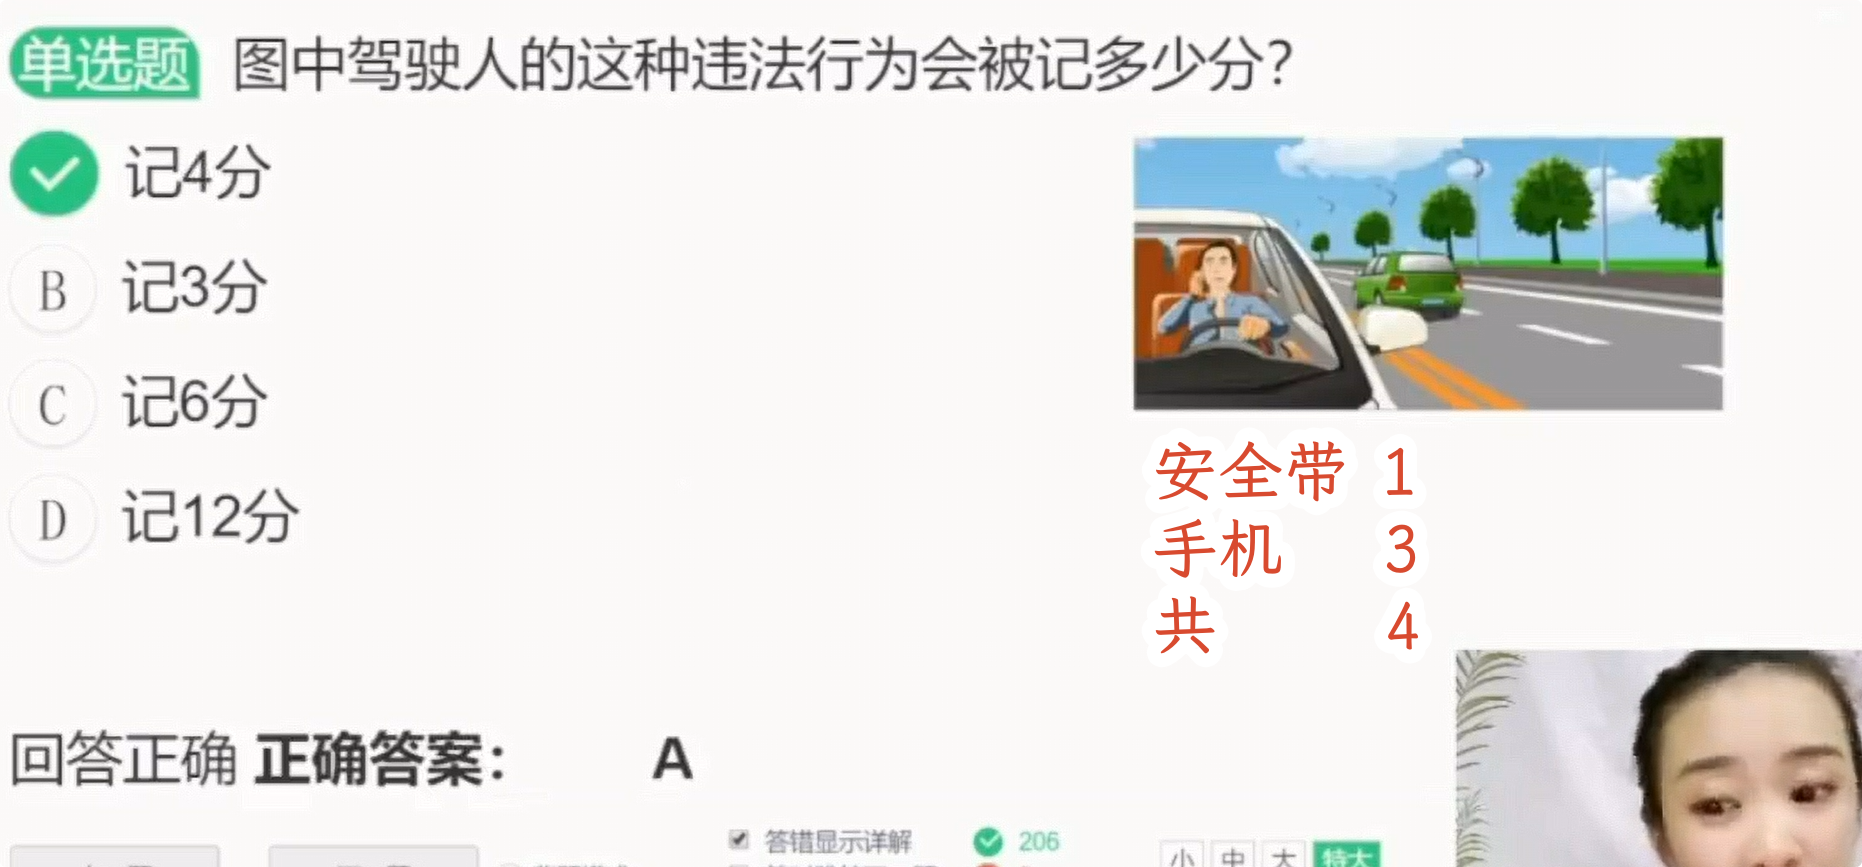 单选题 图中驾驶人的这种违法行为会被记多少分?
记4分
B 记3分
C 记6分
D 记12分
安全带 1
手机 3
共 4
回答正确 正确答案: A
答错显示详解 206
小 中 大 特大